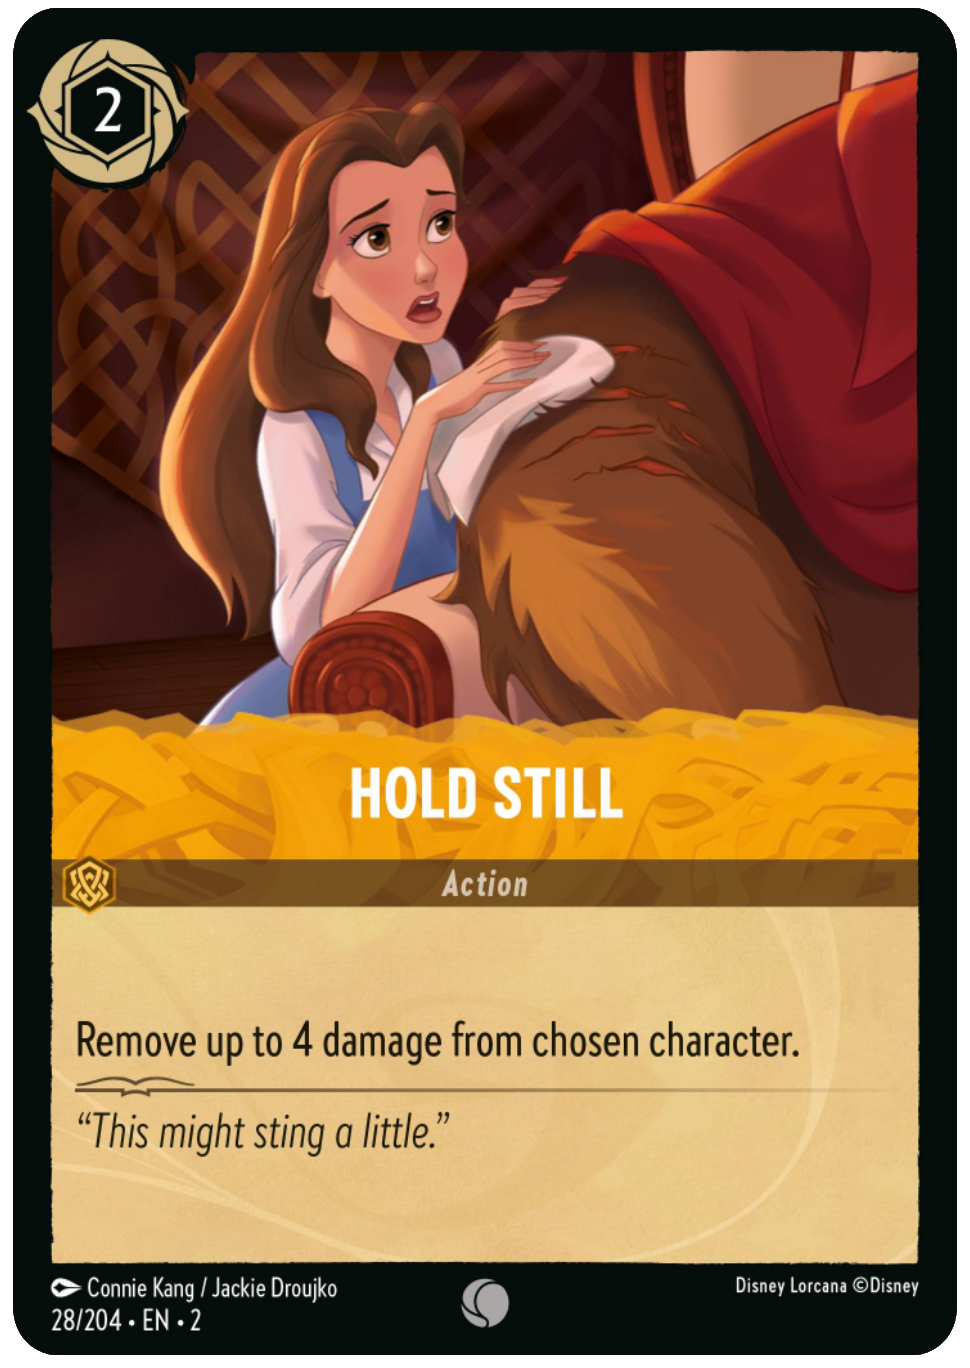 2
HOLD STILL
Action
Remove up to 4 damage from chosen character.
“This might sting a little.”
Connie Kang / Jackie Droujko
Disney Lorcana ©Disney
28/204 • EN • 2